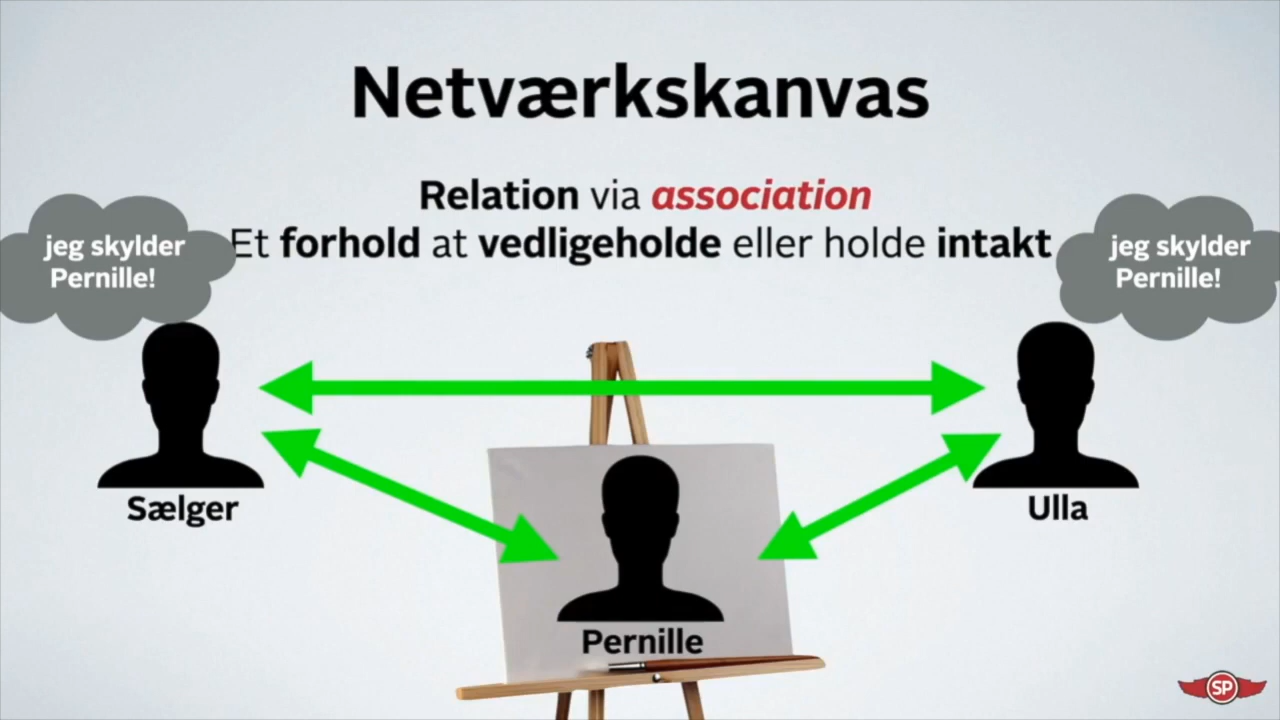 Netværkskanvas
Relation via association
Et forhold at vedligeholde eller holde intakt
jeg skylder
Pernille!
jeg skylder
Pernille!
Sælger
Ulla
Pernille
SP